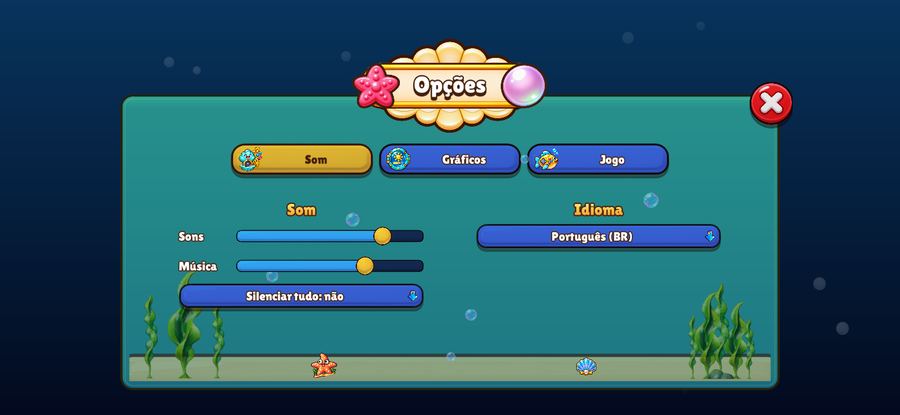 Opções
Som
Gráficos
Jogo
Som
Idioma
Sons
Português (BR)
Música
Silenciar tudo: não